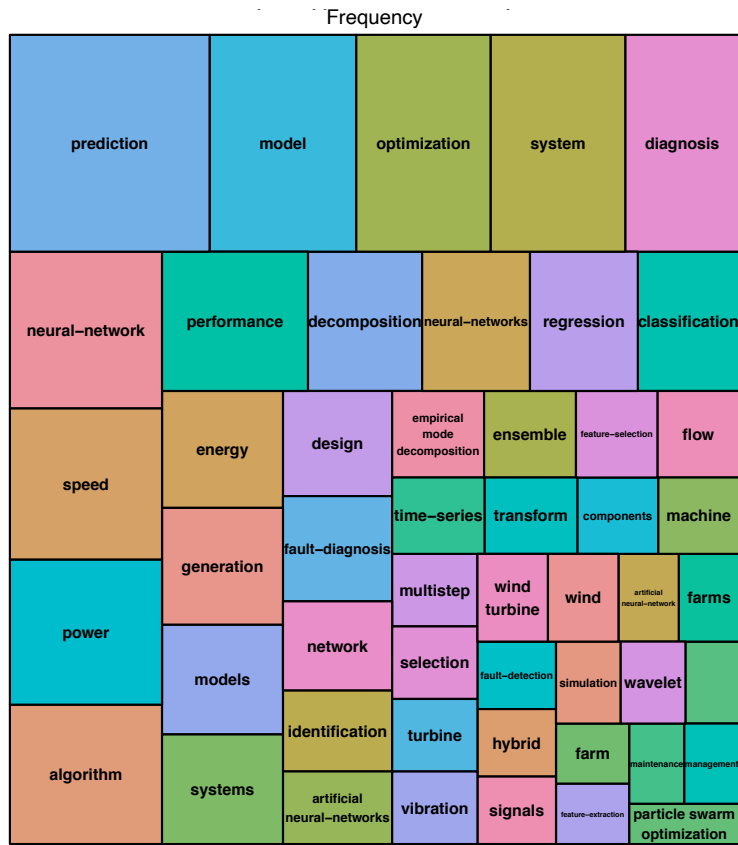 Frequency
prediction
model
optimization
system
diagnosis
neural−network
performance
decomposition
neural−networks
regression
classification
speed
energy
design
empirical
mode
decomposition
ensemble
feature−selection
flow
time−series
transform
components
machine
fault−diagnosis
generation
power
multistep
wind
turbine
wind
artificial
neural−network
farms
network
selection
fault−detection
simulation
wavelet
models
identification
turbine
hybrid
farm
maintenance
management
algorithm
systems
artificial
neural−networks
vibration
signals
feature−extraction
particle swarm
optimization